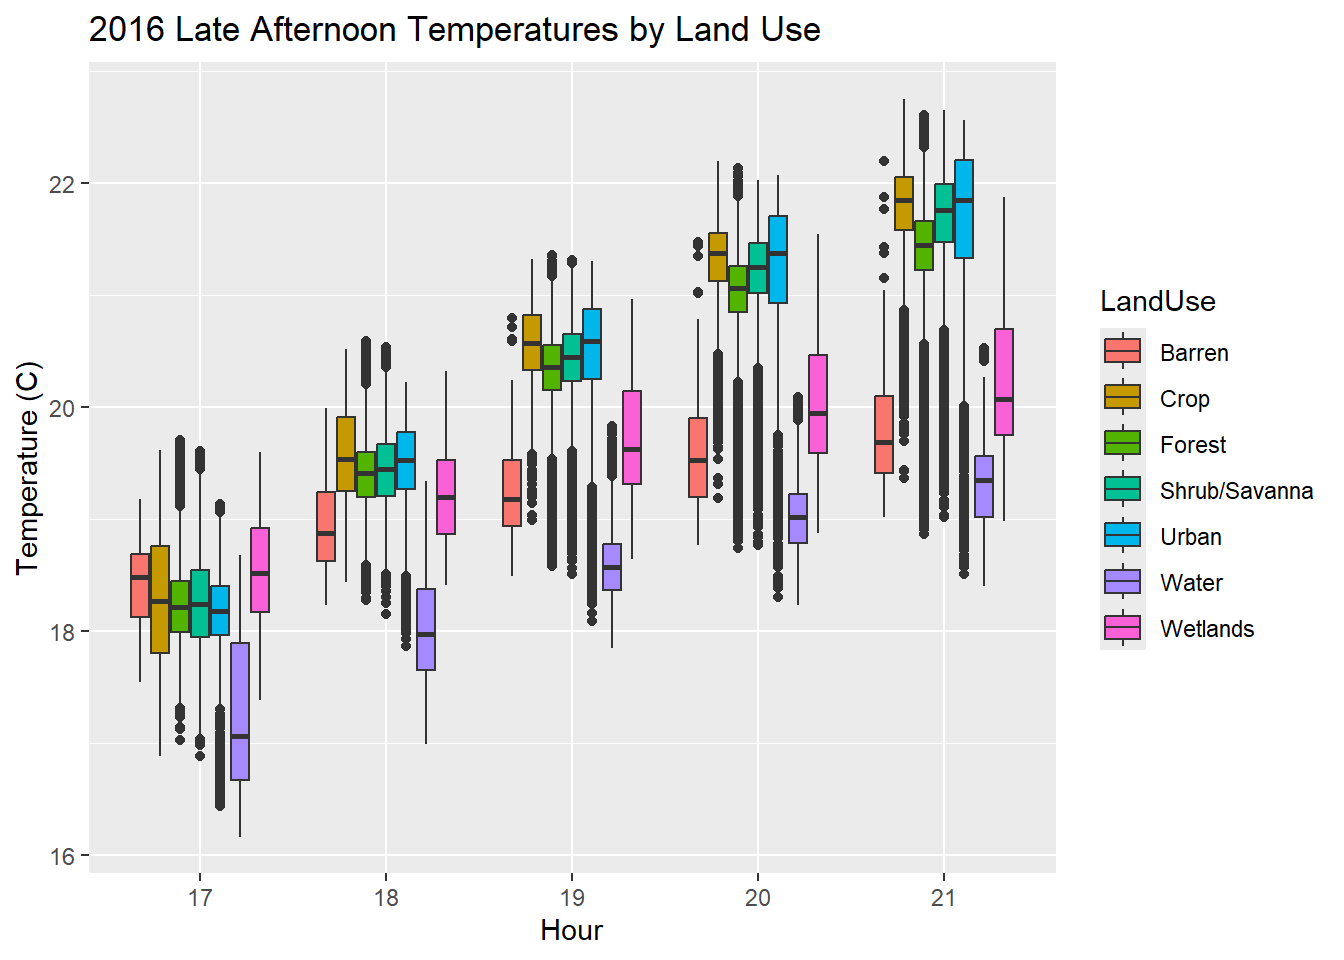 2016 Late Afternoon Temperatures by Land Use
Temperature (C)
22
20
18
16
17 18 19 20 21
Hour
LandUse
Barren
Crop
Forest
Shrub/Savanna
Urban
Water
Wetlands